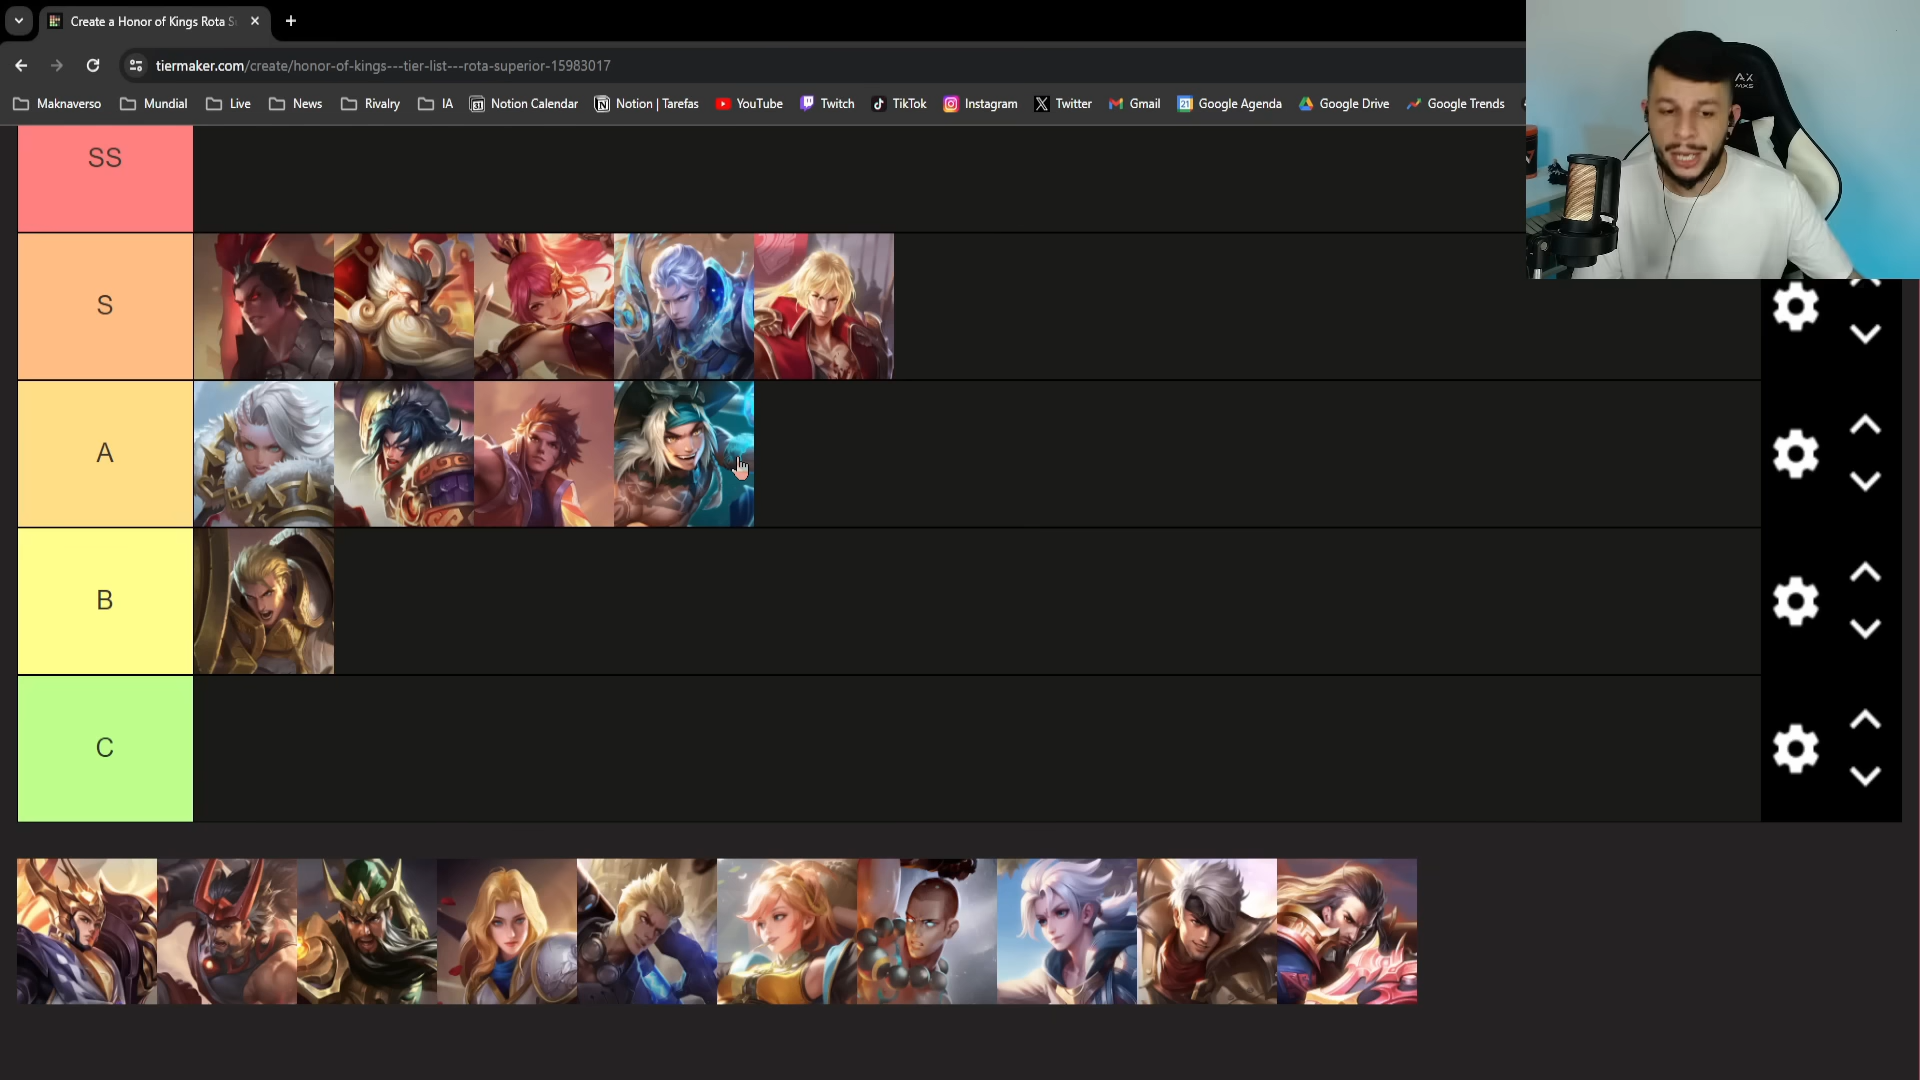 Create a Honor of Kings Rota S
tiermaker.com/create/honor-of-kings---tier-list---rota-superior-15983017
Maknaverso Mundial Live News Rivalry IA Notion Calendar Notion | Tarefas YouTube Twitch TikTok Instagram Twitter Gmail Google Agenda Google Drive Google Trends
AX
MXS
SS
S
A
B
C